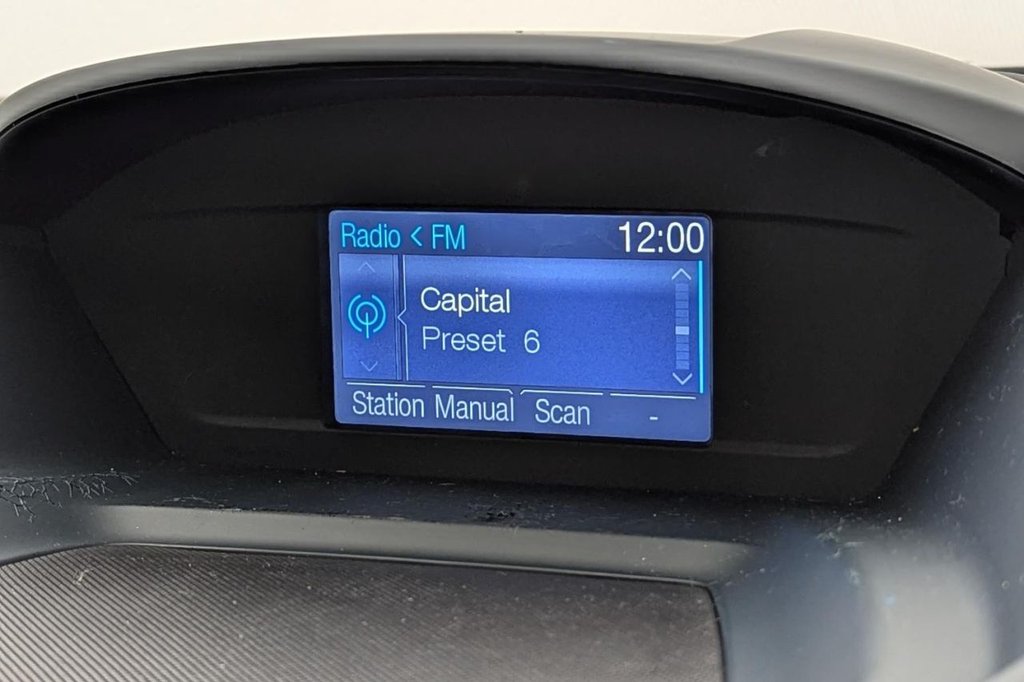 Radio < FM 12:00
Capital
Preset 6
Station Manual Scan -